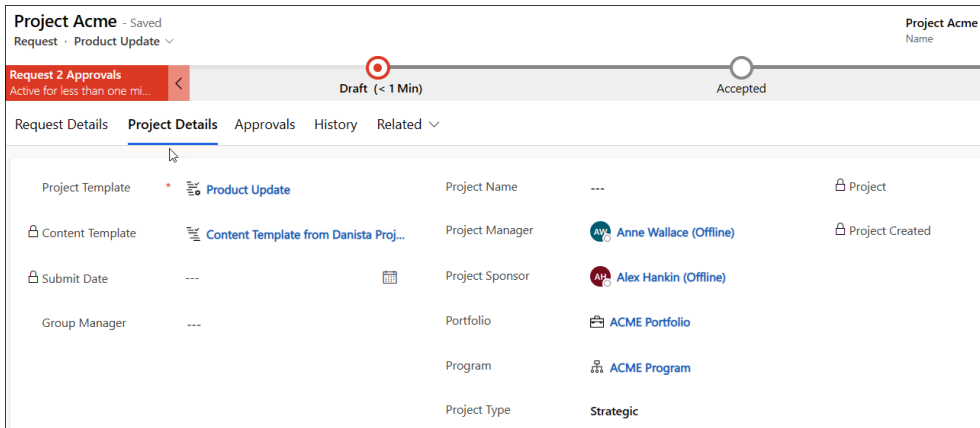 Project Acme - Saved
Project Acme
Request · Product Update
Name
Request 2 Approvals
Active for less than one mi...
Draft (< 1 Min)
Accepted
Request Details Project Details Approvals History Related
Project Template * Product Update
Project Name ---
Project
Content Template Content Template from Danista Proj...
Project Manager AW Anne Wallace (Offline)
Project Created
Submit Date ---
Project Sponsor AH Alex Hankin (Offline)
Group Manager ---
Portfolio ACME Portfolio
Program ACME Program
Project Type Strategic